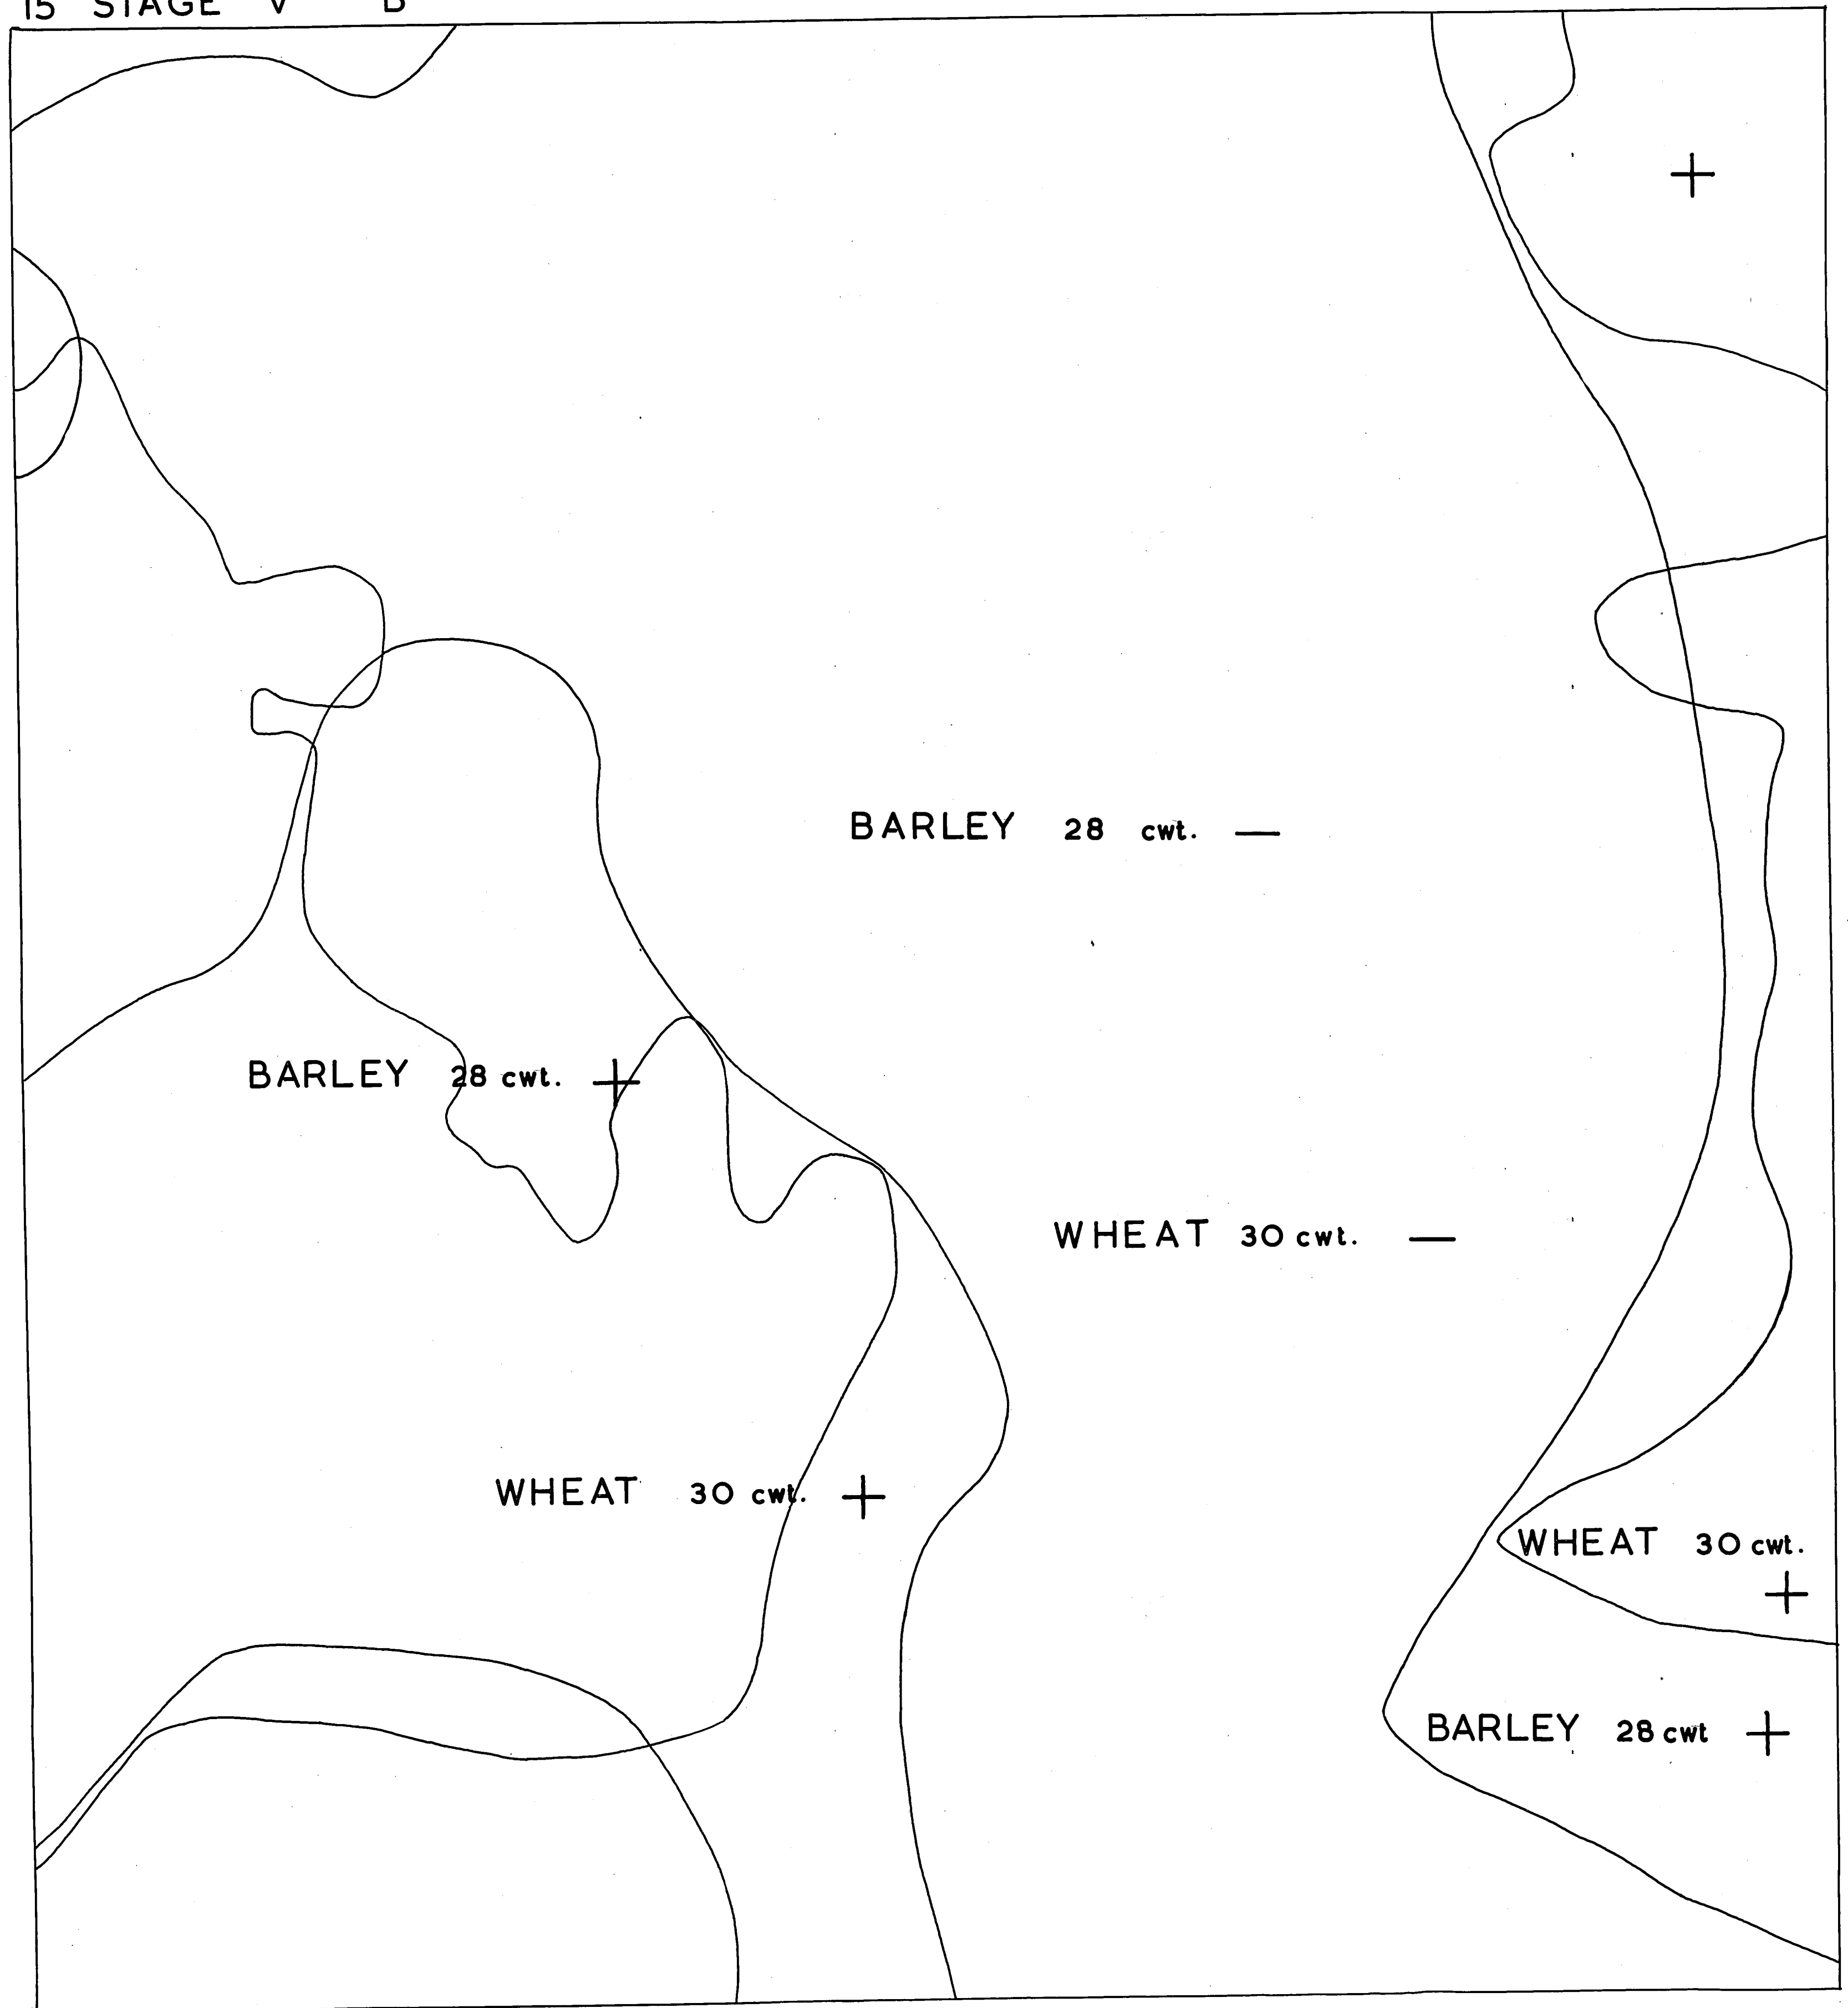 15 STAGE V B
+
BARLEY 28 cwt. —
BARLEY 28 cwt. +
WHEAT 30 cwt. —
WHEAT 30 cwt. +
WHEAT 30 cwt.
+
BARLEY 28 cwt +